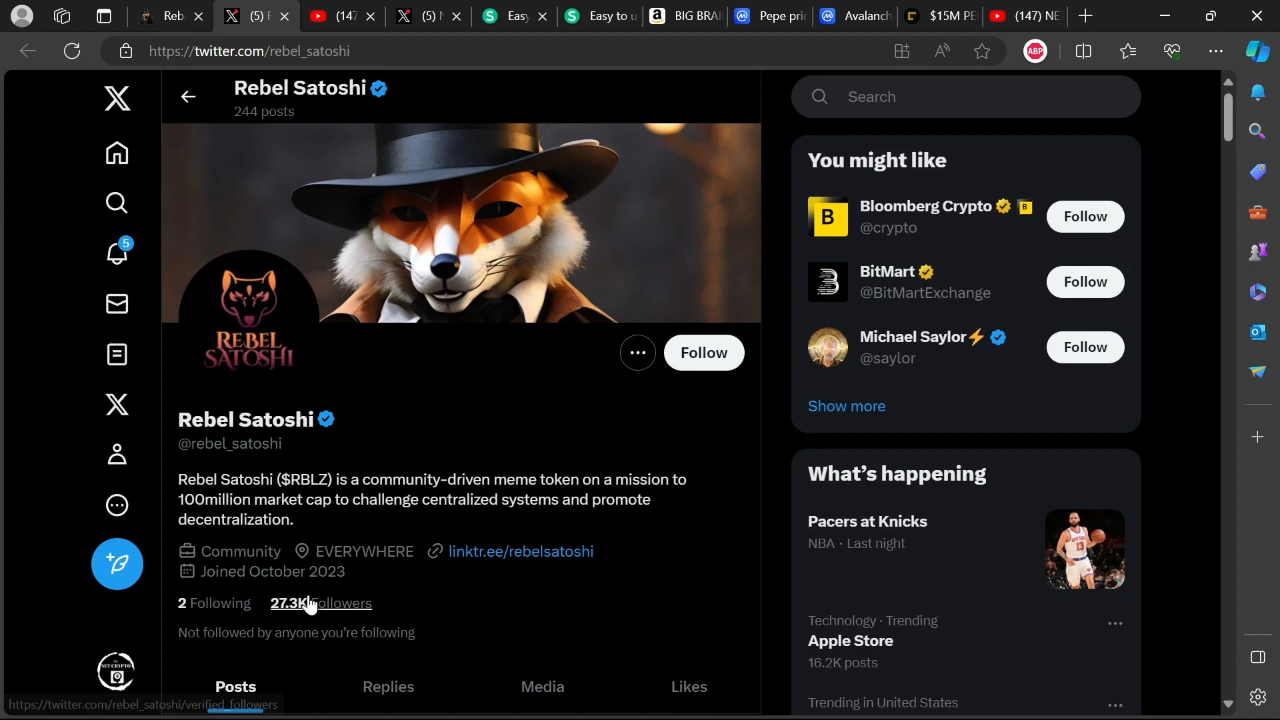 Reb
(5) F
(147
(5) N
Easy
Easy to u
BIG BRAI
Pepe pric
Avalanch
$15M PE
(147) NE
https://twitter.com/rebel_satoshi
ABP
Rebel Satoshi
244 posts
Search
You might like
B
Bloomberg Crypto
B
@crypto
Follow
BitMart
@BitMartExchange
Follow
Michael Saylor⚡
@saylor
Follow
Show more
5
REBEL
SATOSHI
Follow
Rebel Satoshi
@rebel_satoshi
Rebel Satoshi ($RBLZ) is a community-driven meme token on a mission to
100million market cap to challenge centralized systems and promote
decentralization.
Community EVERYWHERE linktr.ee/rebelsatoshi
Joined October 2023
2 Following 27.3K Followers
Not followed by anyone you're following
Posts Replies Media Likes
What's happening
Pacers at Knicks
NBA · Last night
Technology · Trending
Apple Store
16.2K posts
Trending in United States
https://twitter.com/rebel_satoshi/verified_followers